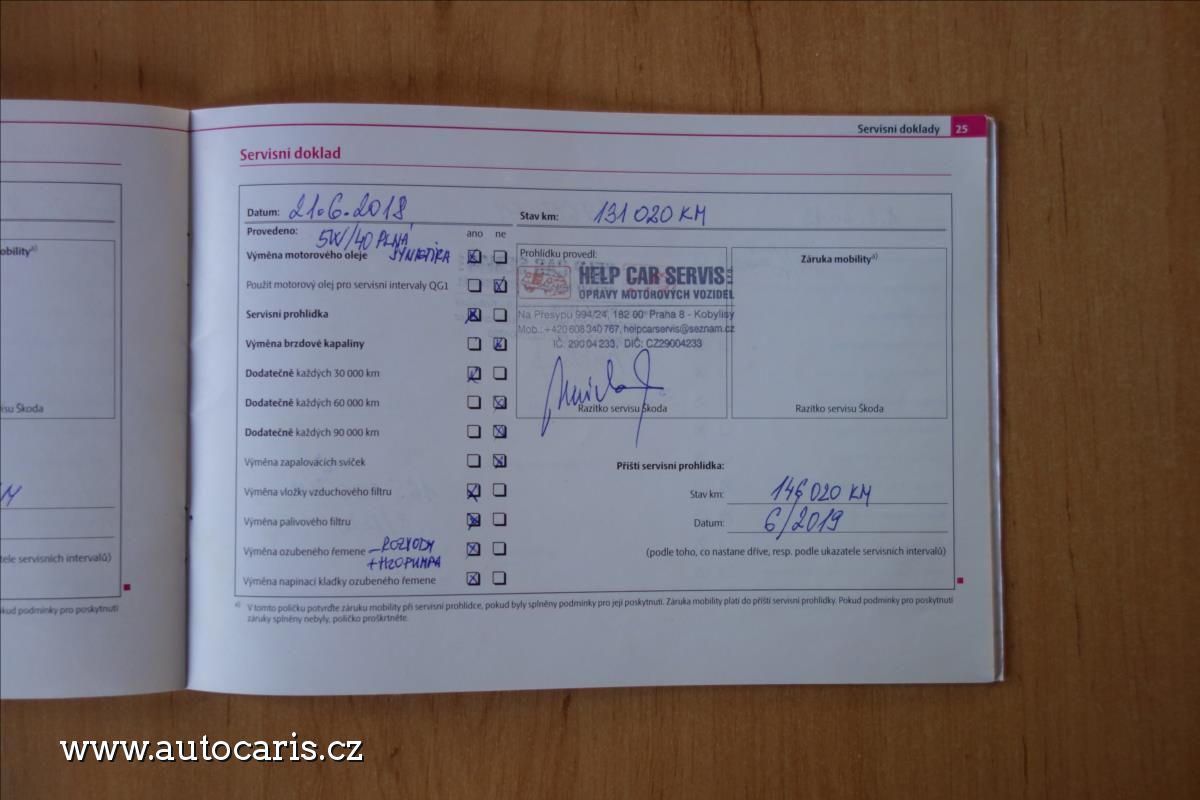 Servisní doklady 25
Servisní doklad
Datum: 21.6.2018
Stav km: 131 020 KM
Provedeno: 5W/40 PLNÁ
ano ne
Výměna motorového oleje SYNTETIKA
Použit motorový olej pro servisní intervaly QG1
Servisní prohlídka
Výměna brzdové kapaliny
Dodatečně každých 30 000 km
Dodatečně každých 60 000 km
Dodatečně každých 90 000 km
Výměna zapalovacích svíček
Výměna vložky vzduchového filtru
Výměna palivového filtru
Výměna ozubeného řemene – ROZVODY
+ H2O PUMPA
Výměna napínací kladky ozubeného řemene
Prohlídku provedl:
HELP CAR SERVIS s.r.o.
OPRAVY MOTOROVÝCH VOZIDEL
Na Přesypu 994/24, 182 00 Praha 8 - Kobylisy
Mob.: +420 608 340 767, helpcarservis@seznam.cz
IČ: 290 04 233, DIČ: CZ29004233
Razítko servisu Škoda
Záruka mobility a)
Razítko servisu Škoda
Příští servisní prohlídka:
Stav km: 146 020 KM
Datum: 6/2019
(podle toho, co nastane dříve, resp. podle ukazatele servisních intervalů)
a) V tomto políčku potvrďte záruku mobility při servisní prohlídce, pokud byly splněny podmínky pro její poskytnutí. Záruka mobility platí do příští servisní prohlídky. Pokud podmínky pro poskytnutí
záruky splněny nebyly, políčko proškrtněte.
obility a)
isu Škoda
tele servisních intervalů)
kud podmínky pro poskytnutí
www.autocaris.cz